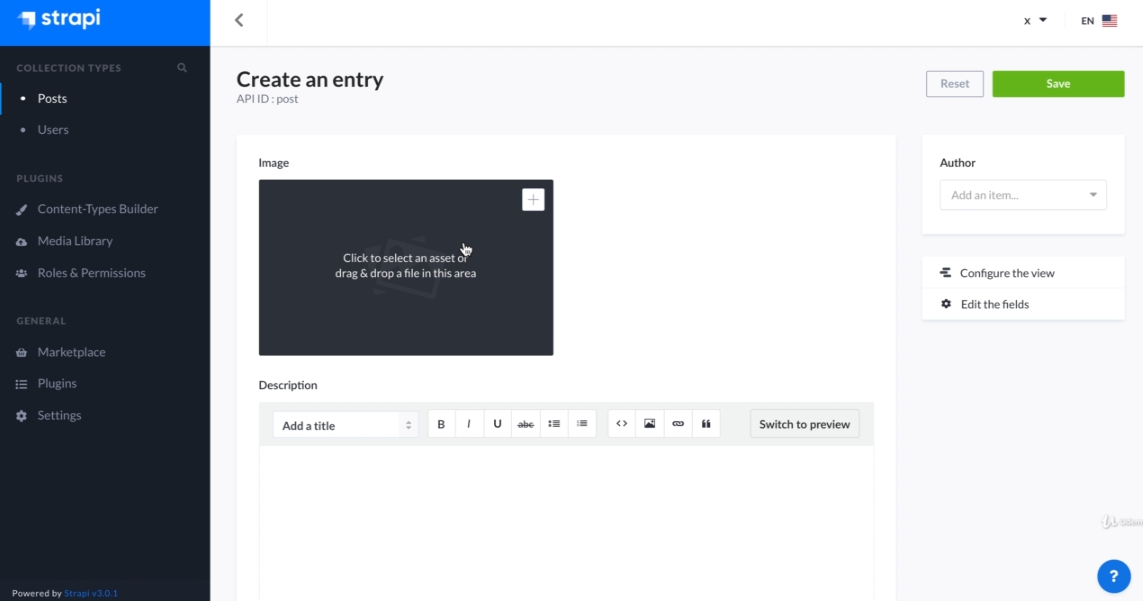 strapi
x
EN
COLLECTION TYPES
Posts
Users
PLUGINS
Content-Types Builder
Media Library
Roles & Permissions
GENERAL
Marketplace
Plugins
Settings
Powered by Strapi v3.0.1
Create an entry
API ID : post
Reset
Save
Image
Click to select an asset or
drag & drop a file in this area
Description
Add a title
B
I
U
abc
Switch to preview
Author
Add an item...
Configure the view
Edit the fields
?